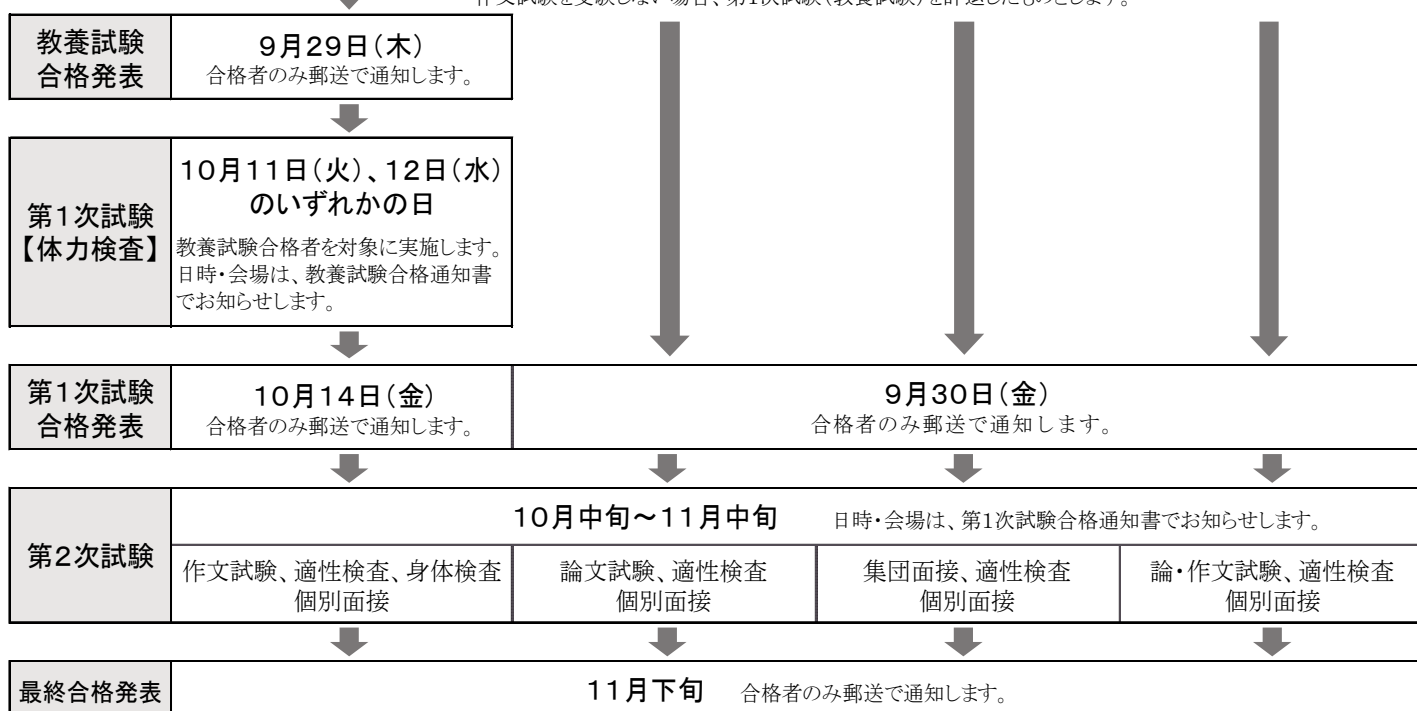 教養試験
合格発表
9月29日(木)
合格者のみ郵送で通知します。
第1次試験
【体力検査】
10月11日(火)、12日(水)
のいずれかの日
教養試験合格者を対象に実施します。
日時・会場は、教養試験合格通知書
でお知らせします。
第1次試験
合格発表
10月14日(金)
合格者のみ郵送で通知します。
9月30日(金)
合格者のみ郵送で通知します。
第2次試験
10月中旬~11月中旬 日時・会場は、第1次試験合格通知書でお知らせします。
作文試験、適性検査、身体検査
個別面接
論文試験、適性検査
個別面接
集団面接、適性検査
個別面接
論・作文試験、適性検査
個別面接
最終合格発表
11月下旬 合格者のみ郵送で通知します。